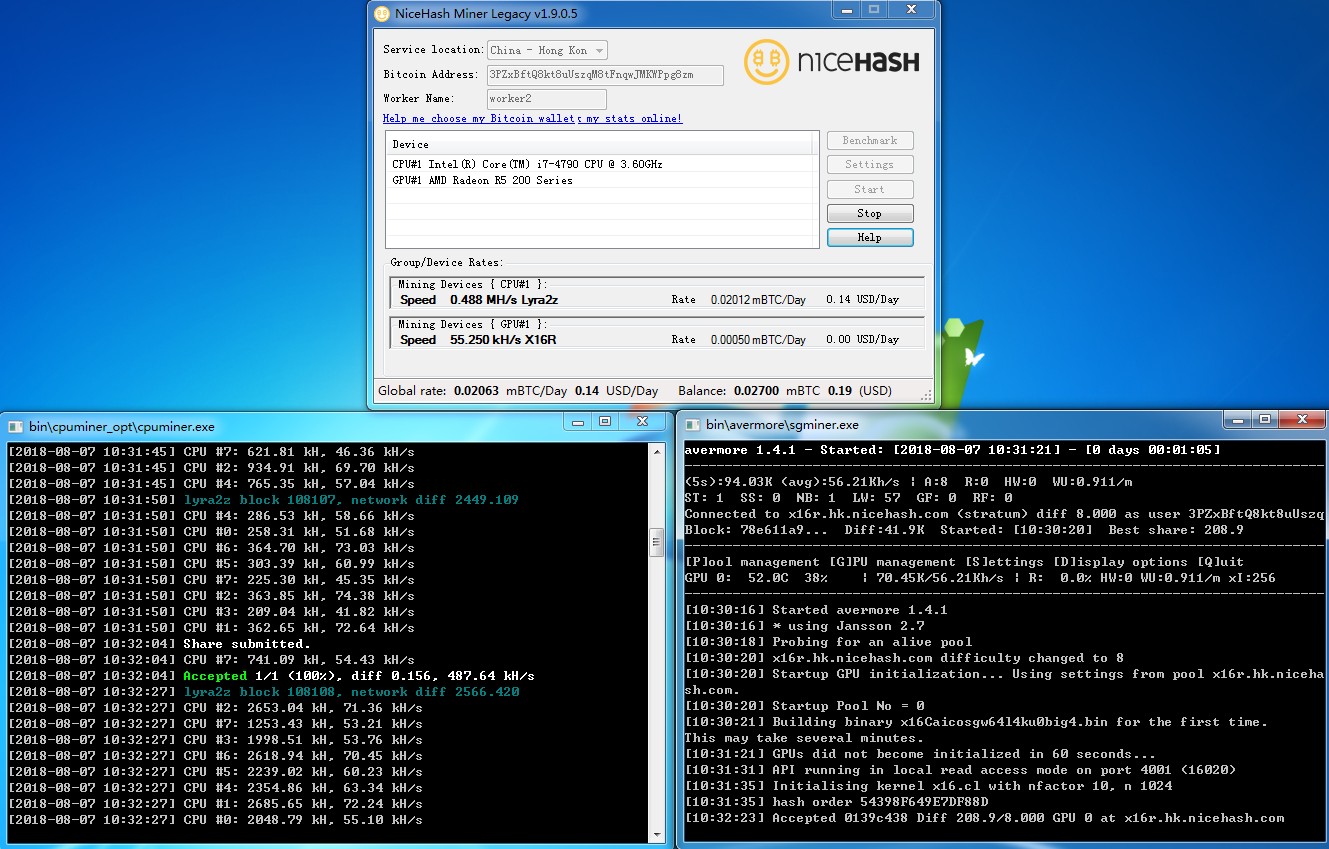 NiceHash Miner Legacy v1.9.0.5
Service location: China - Hong Kon
Bitcoin Address: 3PZxBftQ8kt8uUszqM8tFnqwJMKWPpg8zm
Worker Name: worker2
Help me choose my Bitcoin wallet my stats online!
nicehash
Device
CPU#1 Intel(R) Core(TM) i7-4790 CPU @ 3.60GHz
GPU#1 AMD Radeon R5 200 Series
Benchmark
Settings
Start
Stop
Help
Group/Device Rates:
Mining Devices { CPU#1 }:
Speed 0.488 MH/s Lyra2z Rate 0.02012 mBTC/Day 0.14 USD/Day
Mining Devices { GPU#1 }:
Speed 55.250 kH/s X16R Rate 0.00050 mBTC/Day 0.00 USD/Day
Global rate: 0.02063 mBTC/Day 0.14 USD/Day Balance: 0.02700 mBTC 0.19 (USD)
bin\cpuminer_opt\cpuminer.exe
[2018-08-07 10:31:45] CPU #7: 621.81 kH, 46.36 kH/s
[2018-08-07 10:31:45] CPU #2: 934.91 kH, 69.70 kH/s
[2018-08-07 10:31:45] CPU #4: 765.35 kH, 57.04 kH/s
[2018-08-07 10:31:50] lyra2z block 108107, network diff 2449.109
[2018-08-07 10:31:50] CPU #4: 286.53 kH, 58.66 kH/s
[2018-08-07 10:31:50] CPU #0: 258.31 kH, 51.68 kH/s
[2018-08-07 10:31:50] CPU #6: 364.70 kH, 73.03 kH/s
[2018-08-07 10:31:50] CPU #5: 303.39 kH, 60.99 kH/s
[2018-08-07 10:31:50] CPU #7: 225.30 kH, 45.35 kH/s
[2018-08-07 10:31:50] CPU #2: 363.85 kH, 74.38 kH/s
[2018-08-07 10:31:50] CPU #3: 209.04 kH, 41.82 kH/s
[2018-08-07 10:31:50] CPU #1: 362.65 kH, 72.64 kH/s
[2018-08-07 10:32:04] Share submitted.
[2018-08-07 10:32:04] CPU #7: 741.09 kH, 54.43 kH/s
[2018-08-07 10:32:04] Accepted 1/1 (100%), diff 0.156, 487.64 kH/s
[2018-08-07 10:32:27] lyra2z block 108108, network diff 2566.420
[2018-08-07 10:32:27] CPU #2: 2653.04 kH, 71.36 kH/s
[2018-08-07 10:32:27] CPU #7: 1253.43 kH, 53.21 kH/s
[2018-08-07 10:32:27] CPU #3: 1998.51 kH, 53.76 kH/s
[2018-08-07 10:32:27] CPU #6: 2618.94 kH, 70.45 kH/s
[2018-08-07 10:32:27] CPU #5: 2239.02 kH, 60.23 kH/s
[2018-08-07 10:32:27] CPU #4: 2354.86 kH, 63.34 kH/s
[2018-08-07 10:32:27] CPU #1: 2685.65 kH, 72.24 kH/s
[2018-08-07 10:32:27] CPU #0: 2048.79 kH, 55.10 kH/s
bin\avermore\sgminer.exe
avermore 1.4.1 - Started: [2018-08-07 10:31:21] - [0 days 00:01:05]
(5s):94.03K (avg):56.21Kh/s | A:8 R:0 HW:0 WU:0.911/m
ST: 1 SS: 0 NB: 1 LW: 57 GF: 0 RF: 0
Connected to x16r.hk.nicehash.com (stratum) diff 8.000 as user 3PZxBftQ8kt8uUszq
Block: 78e611a9... Diff:41.9K Started: [10:30:20] Best share: 208.9
[P]ool management [G]PU management [S]ettings [D]isplay options [Q]uit
GPU 0: 52.0C 38% | 70.45K/56.21Kh/s | R: 0.0% HW:0 WU:0.911/m xI:256
[10:30:16] Started avermore 1.4.1
[10:30:16] * using Jansson 2.7
[10:30:18] Probing for an alive pool
[10:30:20] x16r.hk.nicehash.com difficulty changed to 8
[10:30:20] Startup GPU initialization... Using settings from pool x16r.hk.niceha
sh.com.
[10:30:20] Startup Pool No = 0
[10:30:21] Building binary x16Caicosgw64l4ku0big4.bin for the first time.
This may take several minutes.
[10:31:21] GPUs did not become initialized in 60 seconds...
[10:31:31] API running in local read access mode on port 4001 (16020)
[10:31:35] Initialising kernel x16.cl with nfactor 10, n 1024
[10:31:35] hash order 54398F649E7DF88D
[10:32:23] Accepted 0139c438 Diff 208.9/8.000 GPU 0 at x16r.hk.nicehash.com